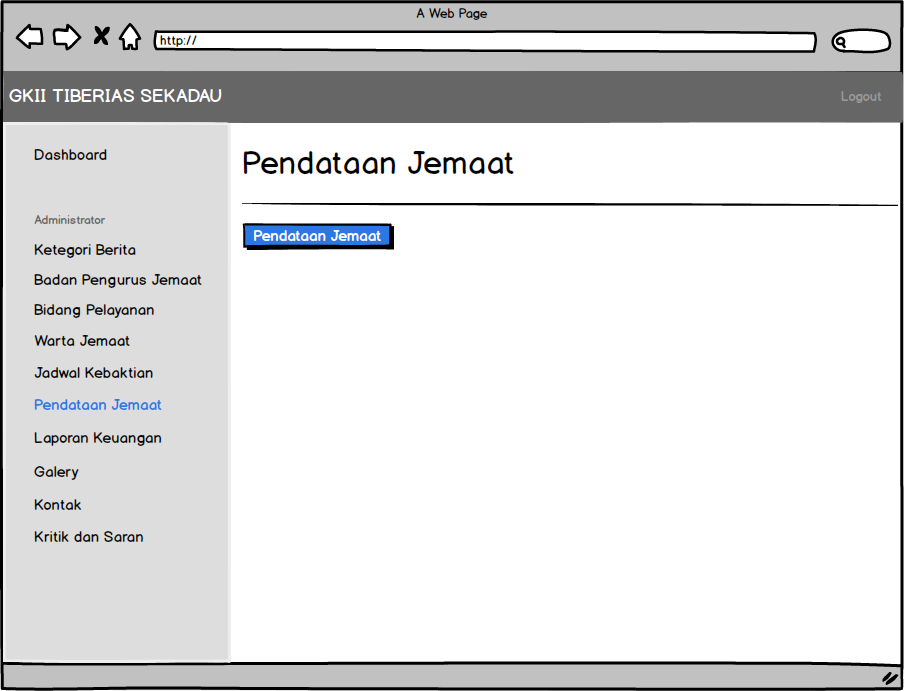 A Web Page
http://
GKII TIBERIAS SEKADAU
Logout
Dashboard
Administrator
Ketegori Berita
Badan Pengurus Jemaat
Bidang Pelayanan
Warta Jemaat
Jadwal Kebaktian
Pendataan Jemaat
Laporan Keuangan
Galery
Kontak
Kritik dan Saran
Pendataan Jemaat
Pendataan Jemaat